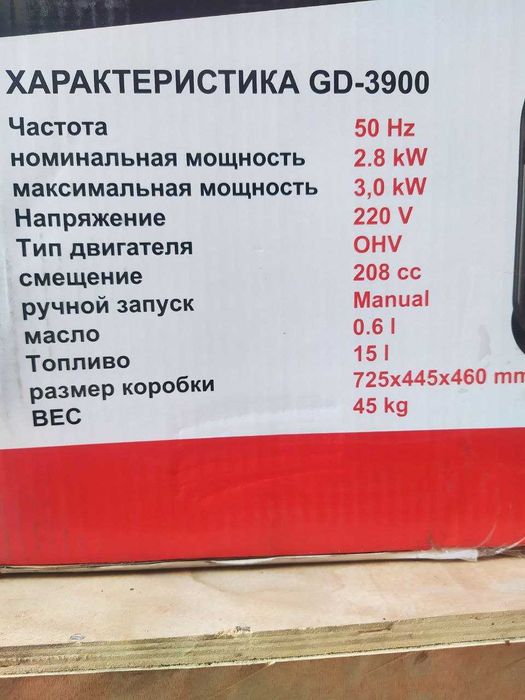 ХАРАКТЕРИСТИКА GD-3900
Частота 50 Hz
номинальная мощность 2.8 kW
максимальная мощность 3,0 kW
Напряжение 220 V
Тип двигателя OHV
смещение 208 cc
ручной запуск Manual
масло 0.6 l
Топливо 15 l
размер коробки 725x445x460 mm
ВЕС 45 kg